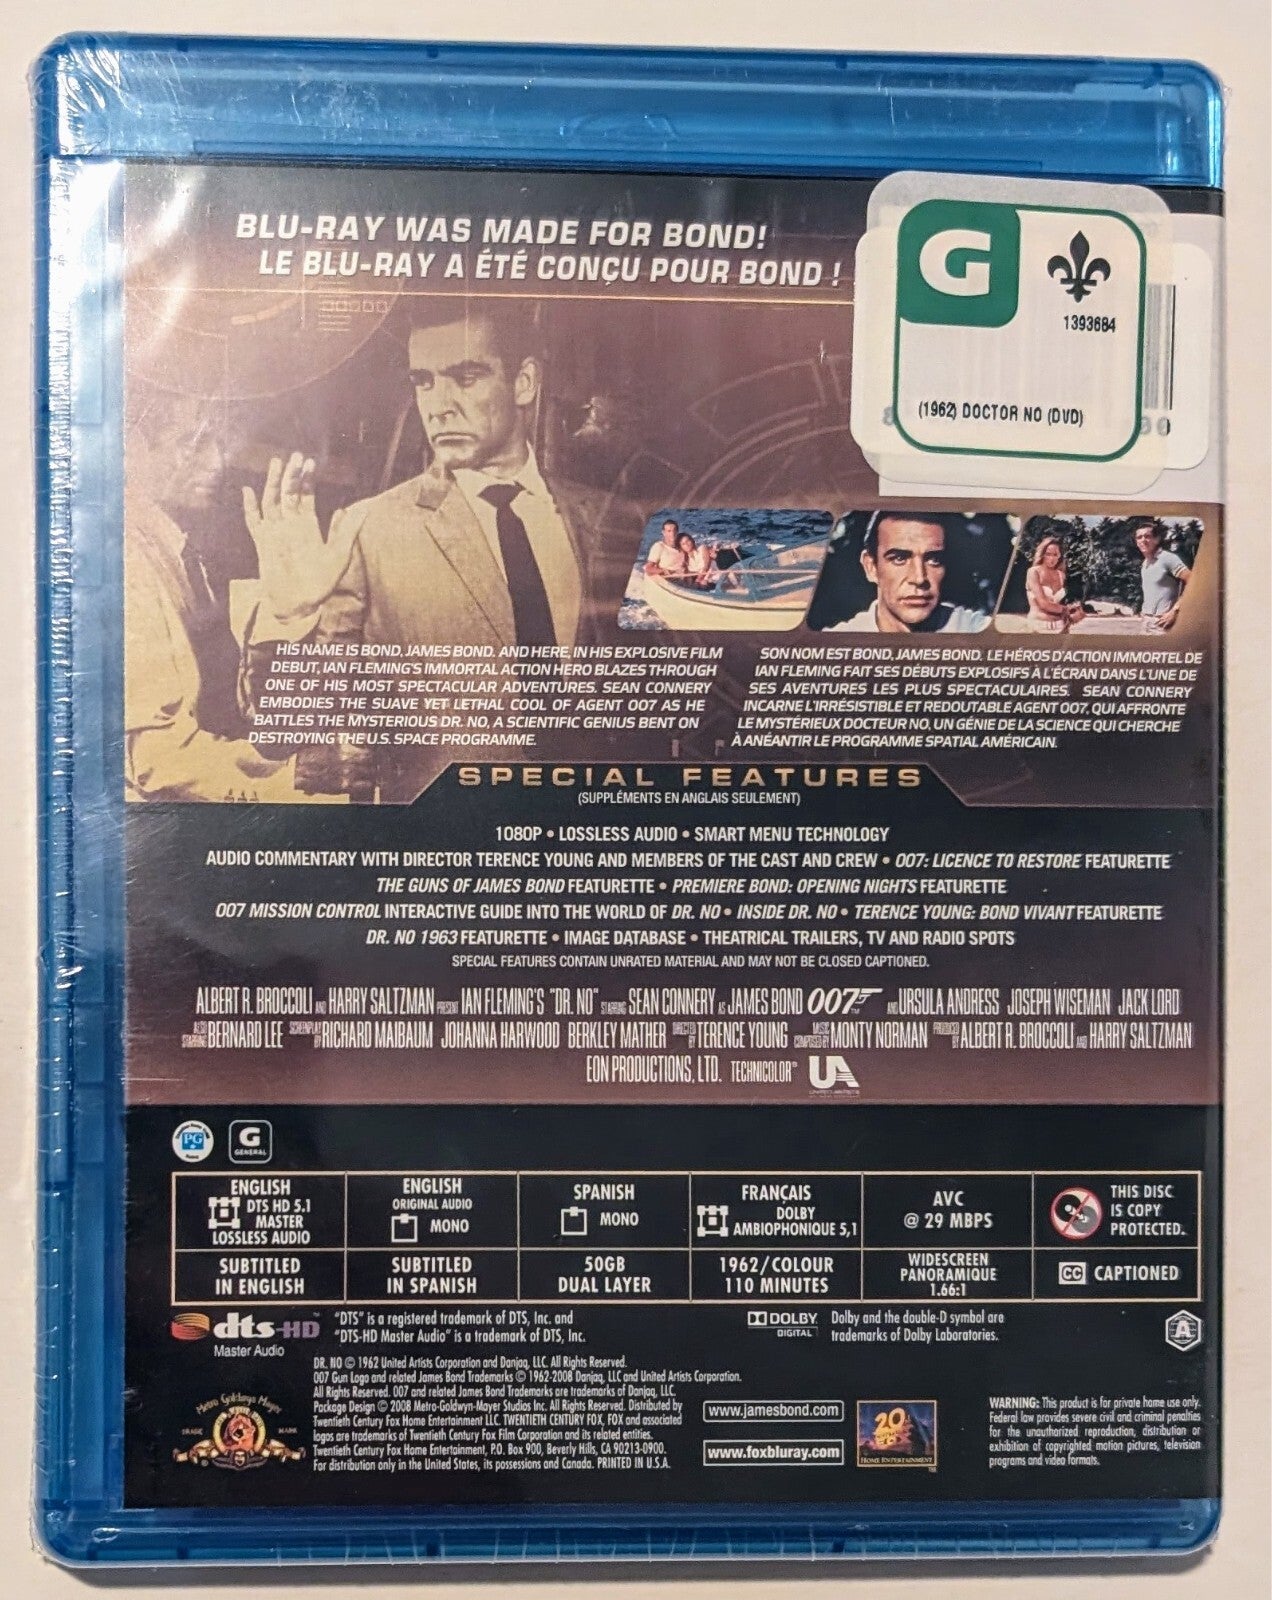 BLU-RAY WAS MADE FOR BOND!
LE BLU-RAY A ÉTÉ CONÇU POUR BOND !
G
1393684
(1962) DOCTOR NO (DVD)
HIS NAME IS BOND, JAMES BOND. AND HERE, IN HIS EXPLOSIVE FILM
DEBUT, IAN FLEMING'S IMMORTAL ACTION HERO BLAZES THROUGH
ONE OF HIS MOST SPECTACULAR ADVENTURES. SEAN CONNERY
EMBODIES THE SUAVE YET LETHAL COOL OF AGENT 007 AS HE
BATTLES THE MYSTERIOUS DR. NO, A SCIENTIFIC GENIUS BENT ON
DESTROYING THE U.S. SPACE PROGRAMME.
SON NOM EST BOND, JAMES BOND. LE HÉROS D'ACTION IMMORTEL DE
IAN FLEMING FAIT SES DÉBUTS EXPLOSIFS À L'ÉCRAN DANS L'UNE DE
SES AVENTURES LES PLUS SPECTACULAIRES. SEAN CONNERY
INCARNE L'IRRÉSISTIBLE ET REDOUTABLE AGENT 007, QUI AFFRONTE
LE MYSTÉRIEUX DOCTEUR NO, UN GÉNIE DE LA SCIENCE QUI CHERCHE
À ANÉANTIR LE PROGRAMME SPATIAL AMÉRICAIN.
SPECIAL FEATURES
(SUPPLÉMENTS EN ANGLAIS SEULEMENT)
1080P • LOSSLESS AUDIO • SMART MENU TECHNOLOGY
AUDIO COMMENTARY WITH DIRECTOR TERENCE YOUNG AND MEMBERS OF THE CAST AND CREW • 007: LICENCE TO RESTORE FEATURETTE
THE GUNS OF JAMES BOND FEATURETTE • PREMIERE BOND: OPENING NIGHTS FEATURETTE
007 MISSION CONTROL INTERACTIVE GUIDE INTO THE WORLD OF DR. NO • INSIDE DR. NO • TERENCE YOUNG: BOND VIVANT FEATURETTE
DR. NO 1963 FEATURETTE • IMAGE DATABASE • THEATRICAL TRAILERS, TV AND RADIO SPOTS
SPECIAL FEATURES CONTAIN UNRATED MATERIAL AND MAY NOT BE CLOSED CAPTIONED.
ALBERT R. BROCCOLI AND HARRY SALTZMAN PRESENT IAN FLEMING'S "DR. NO" STARRING SEAN CONNERY AS JAMES BOND 007 AND URSULA ANDRESS JOSEPH WISEMAN JACK LORD
ALSO STARRING BERNARD LEE SCREENPLAY BY RICHARD MAIBAUM JOHANNA HARWOOD BERKLEY MATHER DIRECTED BY TERENCE YOUNG MUSIC COMPOSED BY MONTY NORMAN PRODUCED BY ALBERT R. BROCCOLI AND HARRY SALTZMAN
EON PRODUCTIONS, LTD. TECHNICOLOR® UA
PG
G
GENERAL
ENGLISH
DTS HD 5.1
MASTER
LOSSLESS AUDIO
ENGLISH
ORIGINAL AUDIO
MONO
SPANISH
MONO
FRANÇAIS
DOLBY
AMBIOPHONIQUE 5,1
AVC
@ 29 MBPS
THIS DISC
IS COPY
PROTECTED.
SUBTITLED
IN ENGLISH
SUBTITLED
IN SPANISH
50GB
DUAL LAYER
1962/COLOUR
110 MINUTES
WIDESCREEN
PANORAMIQUE
1.66:1
CC CAPTIONED
dts-HD
Master Audio
"DTS" is a registered trademark of DTS, Inc. and
"DTS-HD Master Audio" is a trademark of DTS, Inc.
DOLBY
DIGITAL
Dolby and the double-D symbol are
trademarks of Dolby Laboratories.
A
DR. NO © 1962 United Artists Corporation and Danjaq, LLC. All Rights Reserved.
007 Gun Logo and related James Bond Trademarks © 1962-2008 Danjaq, LLC and United Artists Corporation.
All Rights Reserved. 007 and related James Bond Trademarks are trademarks of Danjaq, LLC.
Package Design © 2008 Metro-Goldwyn-Mayer Studios Inc. All Rights Reserved. Distributed by
Twentieth Century Fox Home Entertainment LLC. TWENTIETH CENTURY FOX, FOX and associated
logos are trademarks of Twentieth Century Fox Film Corporation and its related entities.
Twentieth Century Fox Home Entertainment, P.O. Box 900, Beverly Hills, CA 90213-0900.
For distribution only in the United States, its possessions and Canada. PRINTED IN U.S.A.
Metro Goldwyn Mayer
TRADE MARK
www.jamesbond.com
www.foxbluray.com
20th CENTURY FOX
HOME ENTERTAINMENT
WARNING: This product is for private home use only.
Federal law provides severe civil and criminal penalties
for the unauthorized reproduction, distribution or
exhibition of copyrighted motion pictures, television
programs and video formats.